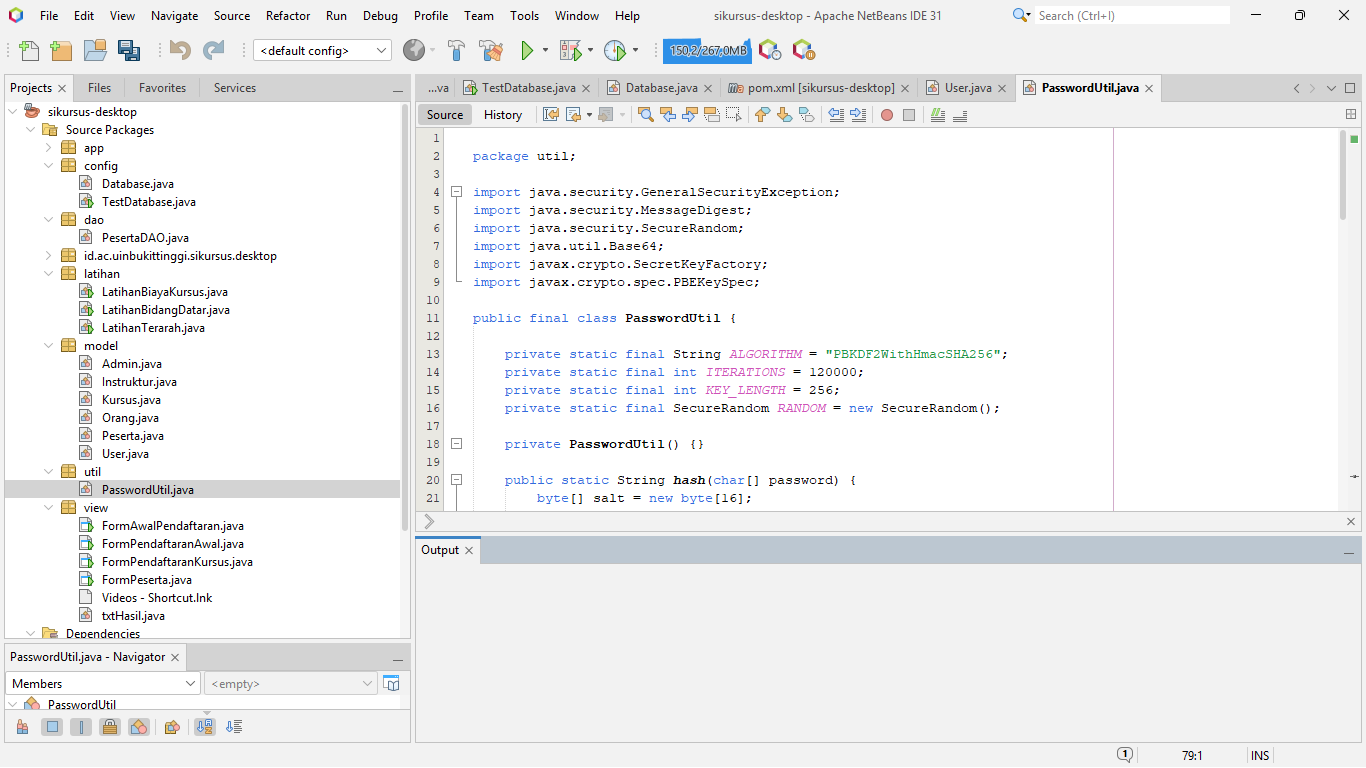 File Edit View Navigate Source Refactor Run Debug Profile Team Tools Window Help
sikursus-desktop - Apache NetBeans IDE 31
Search (Ctrl+I)
<default config>
150,2/267,0MB
Projects Files Favorites Services
sikursus-desktop
Source Packages
app
config
Database.java
TestDatabase.java
dao
PesertaDAO.java
id.ac.uinbukittinggi.sikursus.desktop
latihan
LatihanBiayaKursus.java
LatihanBidangDatar.java
LatihanTerarah.java
model
Admin.java
Instruktur.java
Kursus.java
Orang.java
Peserta.java
User.java
util
PasswordUtil.java
view
FormAwalPendaftaran.java
FormPendaftaranAwal.java
FormPendaftaranKursus.java
FormPeserta.java
Videos - Shortcut.lnk
txtHasil.java
Dependencies
PasswordUtil.java - Navigator
Members
<empty>
PasswordUtil
...va TestDatabase.java Database.java pom.xml [sikursus-desktop] User.java PasswordUtil.java
Source History
1
2 package util;
3
4 import java.security.GeneralSecurityException;
5 import java.security.MessageDigest;
6 import java.security.SecureRandom;
7 import java.util.Base64;
8 import javax.crypto.SecretKeyFactory;
9 import javax.crypto.spec.PBEKeySpec;
10
11 public final class PasswordUtil {
12
13 private static final String ALGORITHM = "PBKDF2WithHmacSHA256";
14 private static final int ITERATIONS = 120000;
15 private static final int KEY_LENGTH = 256;
16 private static final SecureRandom RANDOM = new SecureRandom();
17
18 private PasswordUtil() {}
19
20 public static String hash(char[] password) {
21 byte[] salt = new byte[16];
Output
1
79:1
INS